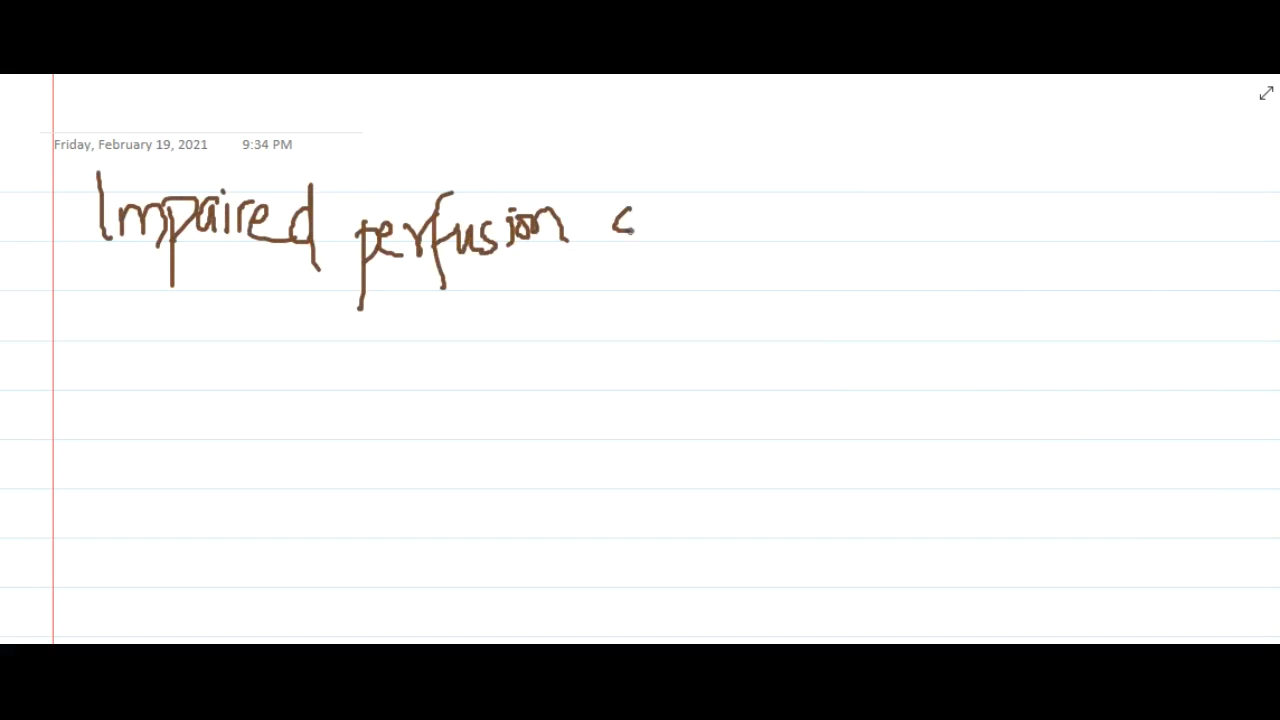 Friday, February 19, 2021 9:34 PM
Impaired perfusion c